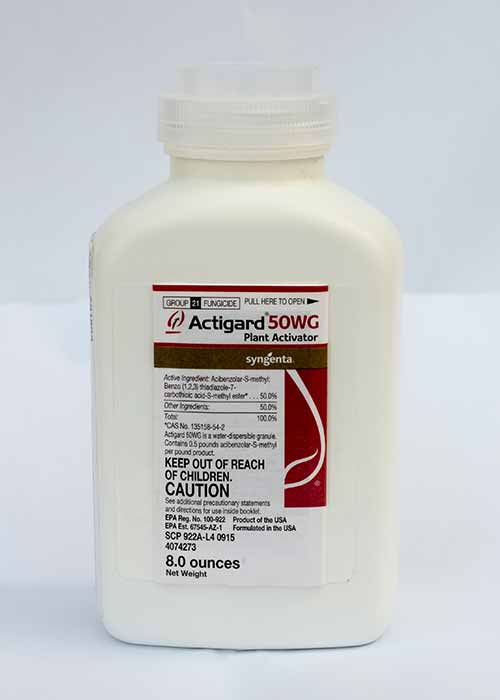 GROUP 21 FUNGICIDE PULL HERE TO OPEN
Actigard® 50WG
Plant Activator
syngenta
Active Ingredient: Acibenzolar-S-methyl:
Benzo (1,2,3) thiadiazole-7-
carbothioic acid-S-methyl ester* . . . 50.0%
Other Ingredients: 50.0%
Total: 100.0%
*CAS No. 135158-54-2
Actigard 50WG is a water-dispersible granule.
Contains 0.5 pounds acibenzolar-S-methyl
per pound product.
KEEP OUT OF REACH
OF CHILDREN.
CAUTION
See additional precautionary statements
and directions for use inside booklet.
EPA Reg. No. 100-922 Product of the USA
EPA Est. 67545-AZ-1 Formulated in the USA
SCP 922A-L4 0915
4074273
8.0 ounces
Net Weight